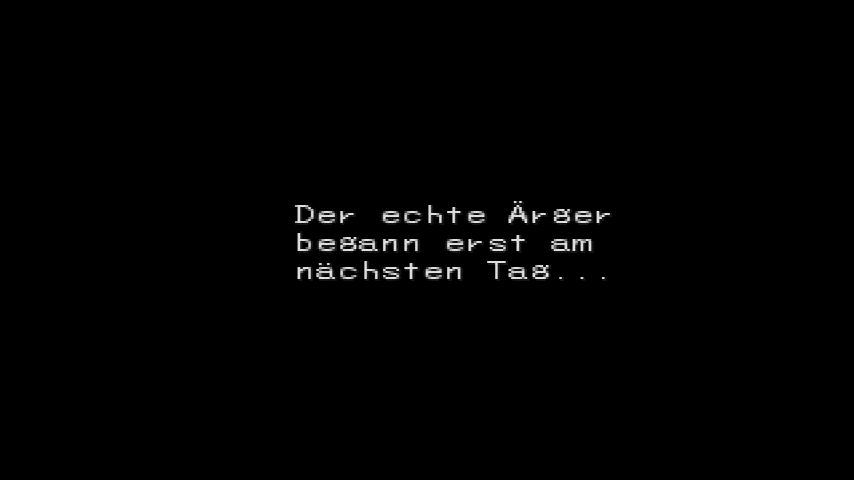 Der echte Ärger
begann erst am
nächsten Tag...